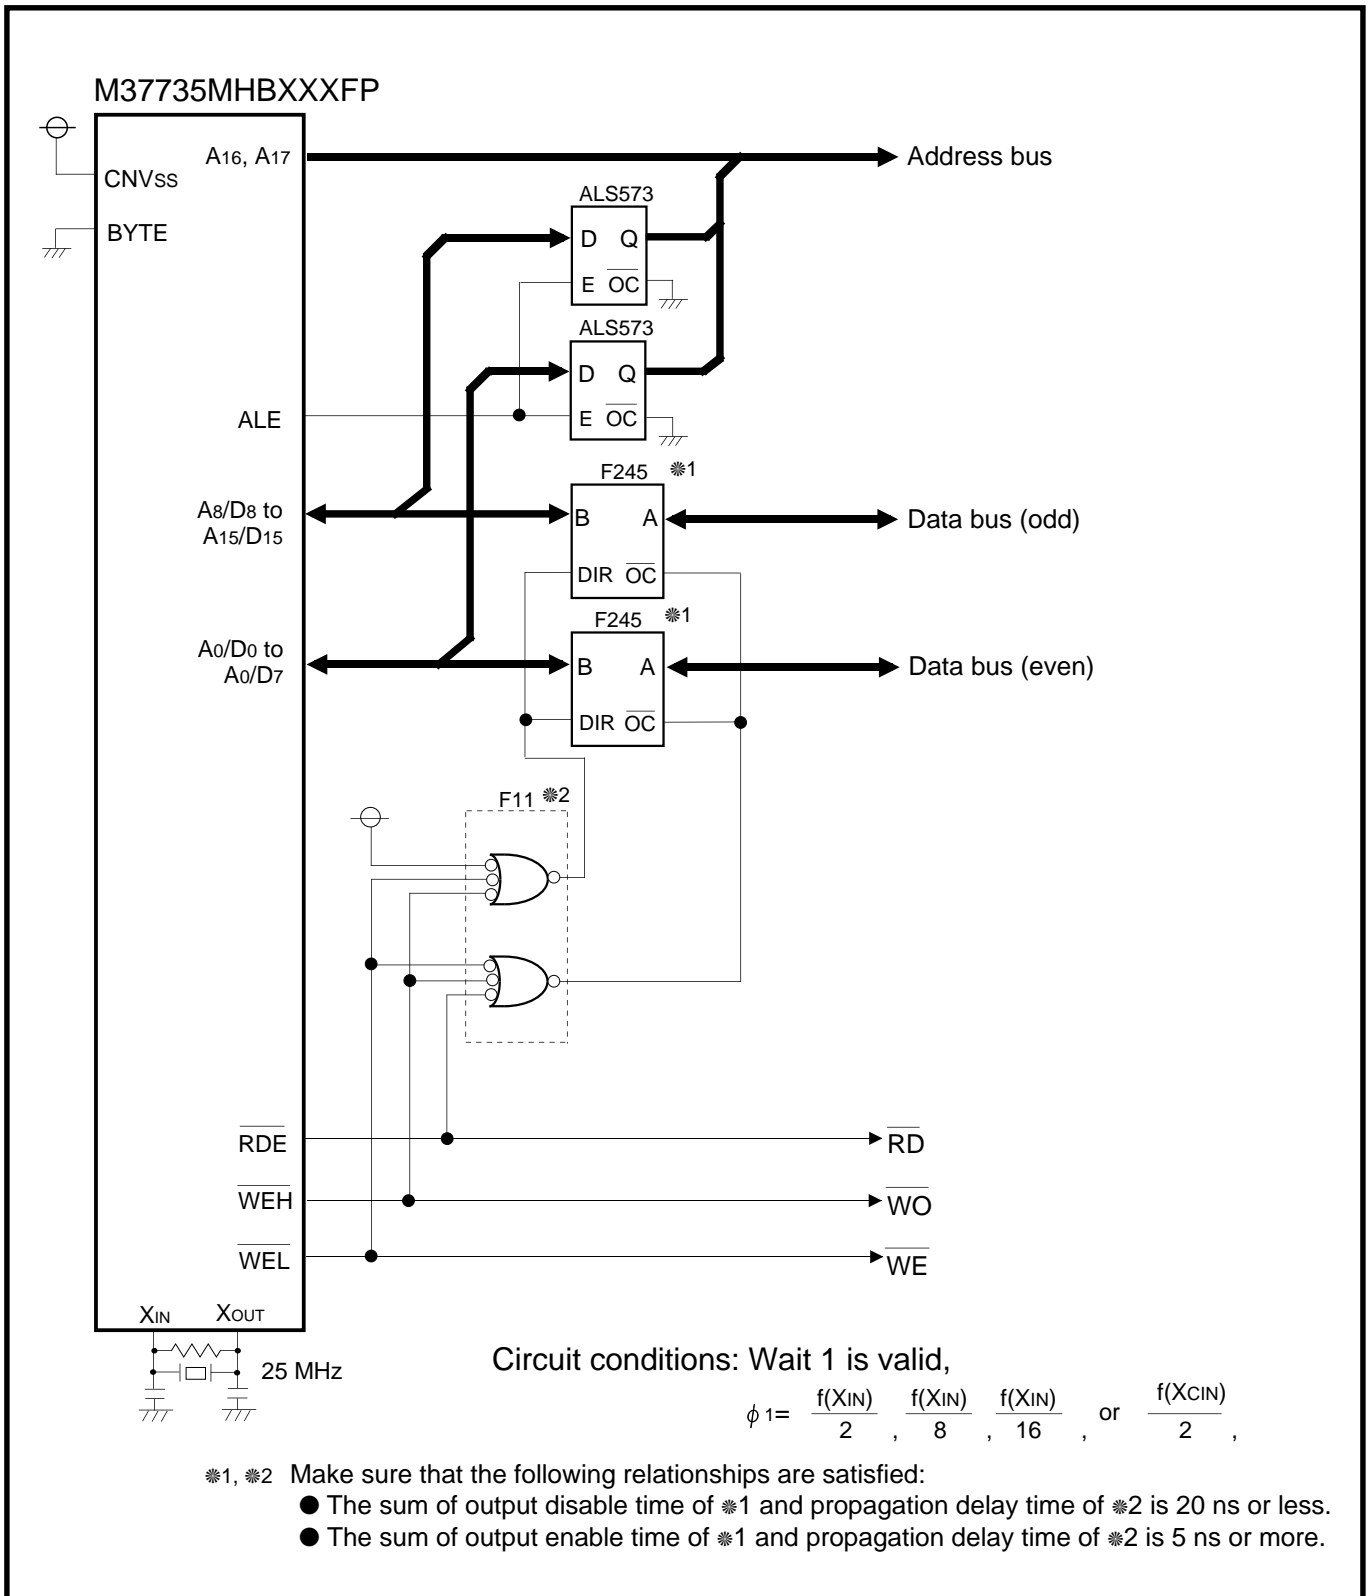 M37735MHBXXXFP
CNVSS
BYTE
A16, A17
Address bus
ALS573
D Q
E OC
ALS573
D Q
E OC
ALE
F245 ※1
A8/D8 to
A15/D15
B A
Data bus (odd)
DIR OC
F245 ※1
A0/D0 to
A0/D7
B A
Data bus (even)
DIR OC
F11 ※2
RDE
RD
WEH
WO
WEL
WE
XIN XOUT
25 MHz
Circuit conditions: Wait 1 is valid,
ϕ 1= f(XIN)/2 , f(XIN)/8 , f(XIN)/16 , or f(XCIN)/2 ,
※1, ※2 Make sure that the following relationships are satisfied:
● The sum of output disable time of ※1 and propagation delay time of ※2 is 20 ns or less.
● The sum of output enable time of ※1 and propagation delay time of ※2 is 5 ns or more.